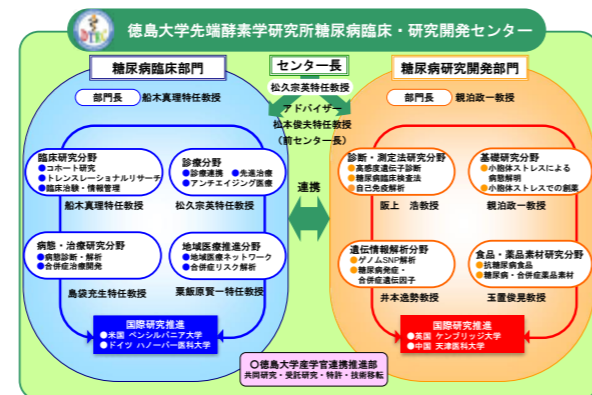 DTRC
徳島大学先端酵素学研究所糖尿病臨床・研究開発センター
糖尿病臨床部門
部門長 船木真理特任教授
センター長
松久宗英特任教授
アドバイザー
松本俊夫特任教授
(前センター長)
連携
糖尿病研究開発部門
部門長 親泊政一教授
臨床研究分野
●コホート研究
●トレンスレーショナルリサーチ
●臨床治験・情報管理
船木真理特任教授
診療分野
●診療連携 ●先進治療
●アンチエイジング医療
松久宗英特任教授
病態・治療研究分野
●病態診断・解析
●合併症治療開発
島袋充生特任教授
地域医療推進分野
●地域医療ネットワーク
●合併症リスク解析
粟飯原賢一特任教授
国際研究推進
●米国 ペンシルバニア大学
●ドイツ ハノーバー医科大学
診断・測定法研究分野
●高感度遺伝子診断
●糖尿病臨床検査法
●自己免疫解析
阪上 浩教授
基礎研究分野
●小胞体ストレスによる
病態解明
●小胞体ストレスでの創薬
親泊政一教授
遺伝情報解析分野
●ゲノムSNP解析
●糖尿病発症・
合併症遺伝因子
井本逸勢教授
食品・薬品素材研究分野
●抗糖尿病食品
●糖尿病・合併症薬品素材
玉置俊晃教授
国際研究推進
●英国 ケンブリッジ大学
●中国 天津医科大学
〇徳島大学産学官連携推進部
共同研究・受託研究・特許・技術移転